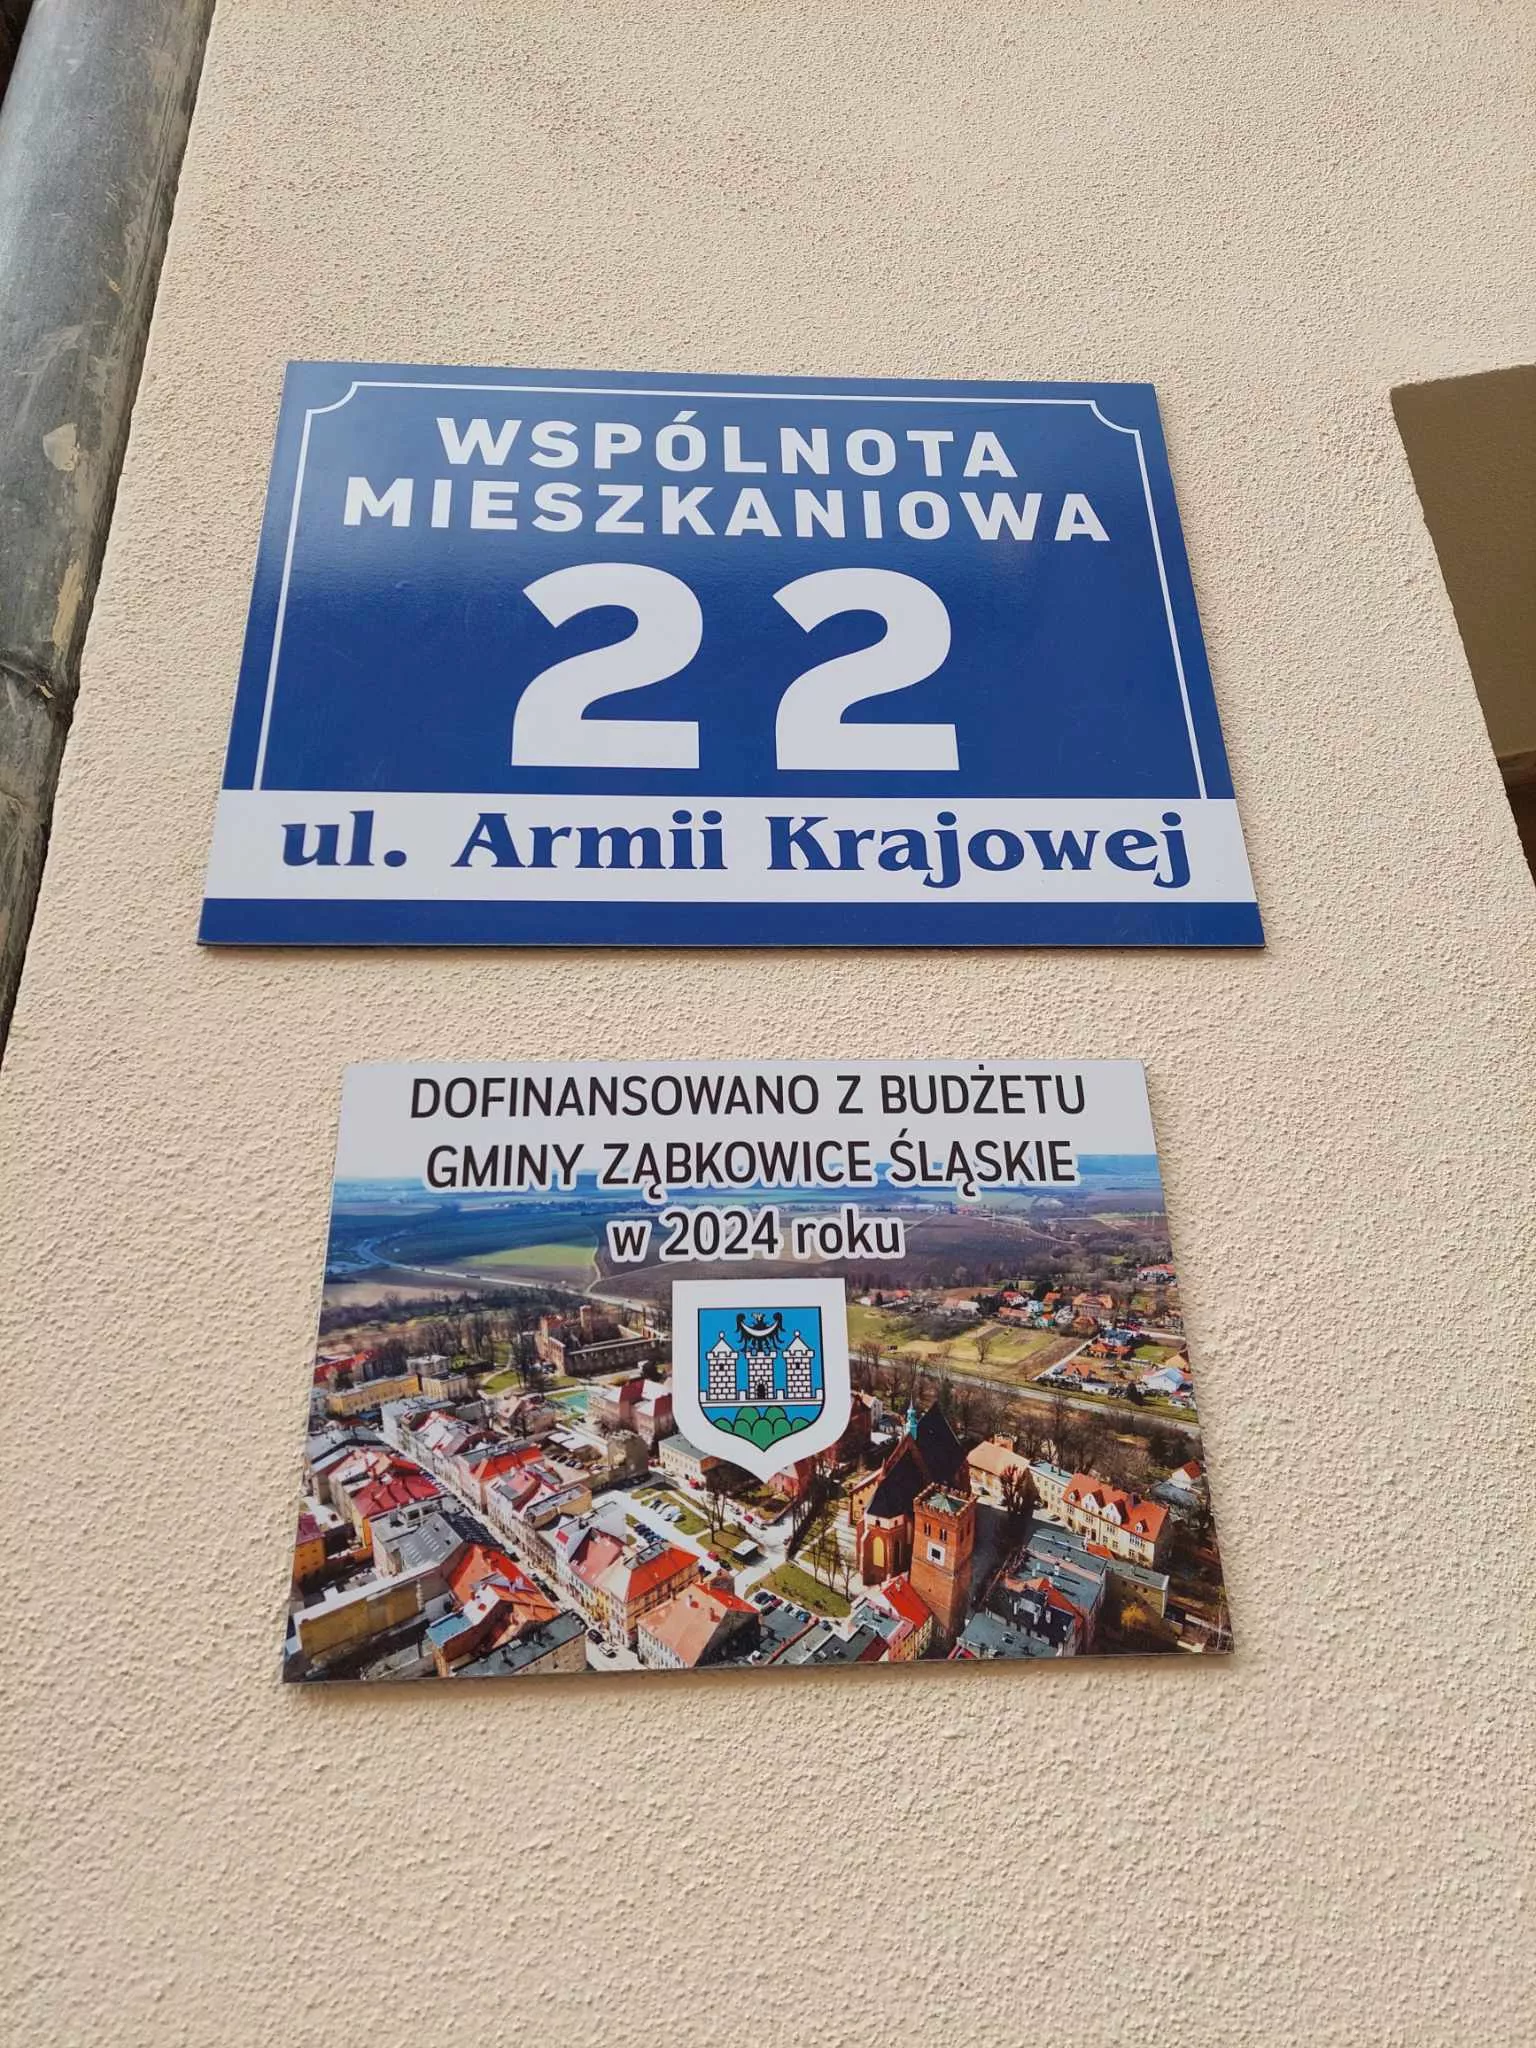 WSPÓLNOTA
MIESZKANIOWA
22
ul. Armii Krajowej
DOFINANSOWANO Z BUDŻETU
GMINY ZĄBKOWICE ŚLĄSKIE
w 2024 roku